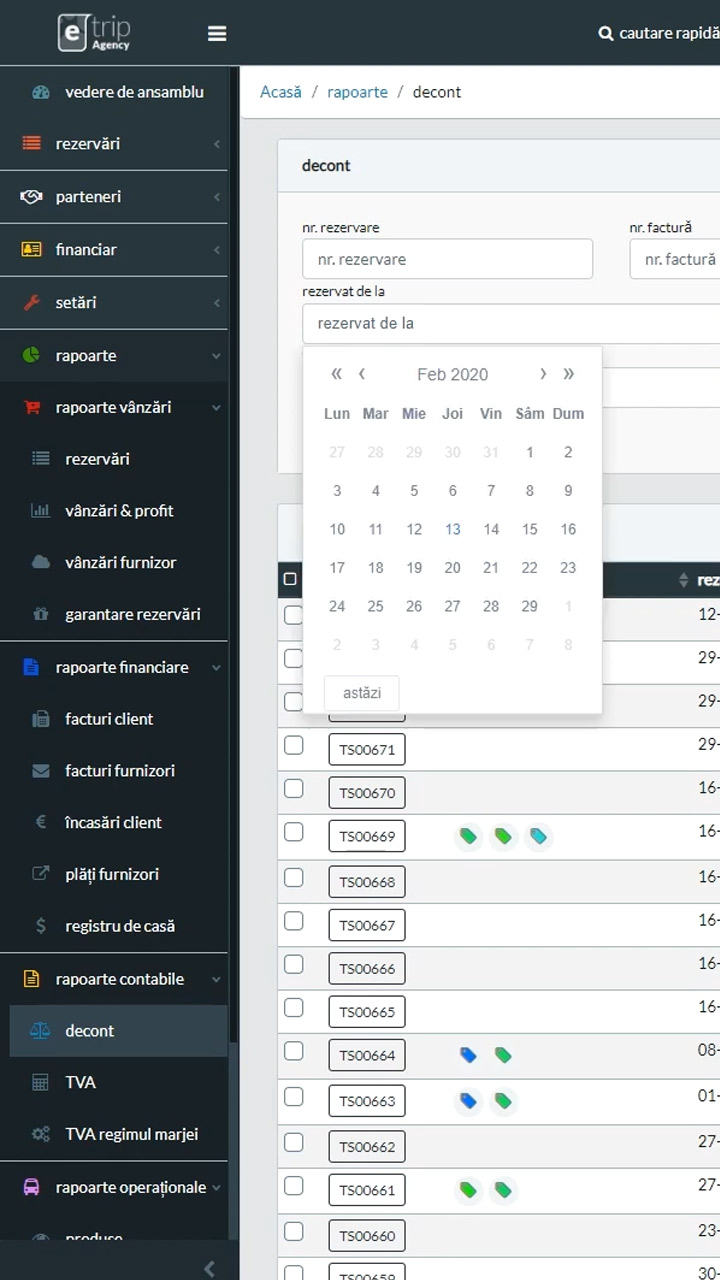 e trip
Agency
cautare rapidă
vedere de ansamblu
rezervări
parteneri
financiar
setări
rapoarte
rapoarte vânzări
rezervări
vânzări & profit
vânzări furnizor
garantare rezervări
rapoarte financiare
facturi client
facturi furnizori
încasări client
plăți furnizori
registru de casă
rapoarte contabile
decont
TVA
TVA regimul marjei
rapoarte operaționale
produse
Acasă / rapoarte / decont
decont
nr. rezervare nr. factură
nr. rezervare nr. factură
rezervat de la
rezervat de la
« ‹ Feb 2020 › »
Lun Mar Mie Joi Vin Sâm Dum
27 28 29 30 31 1 2
3 4 5 6 7 8 9
10 11 12 13 14 15 16
17 18 19 20 21 22 23
24 25 26 27 28 29 1
2 3 4 5 6 7 8
astăzi
rez
12-
29-
29-
TS00671 29-
TS00670 16-
TS00669 16-
TS00668 16-
TS00667 16-
TS00666 16-
TS00665 16-
TS00664 08-
TS00663 01-
TS00662 27-
TS00661 27-
TS00660 23-
TS00659 30-